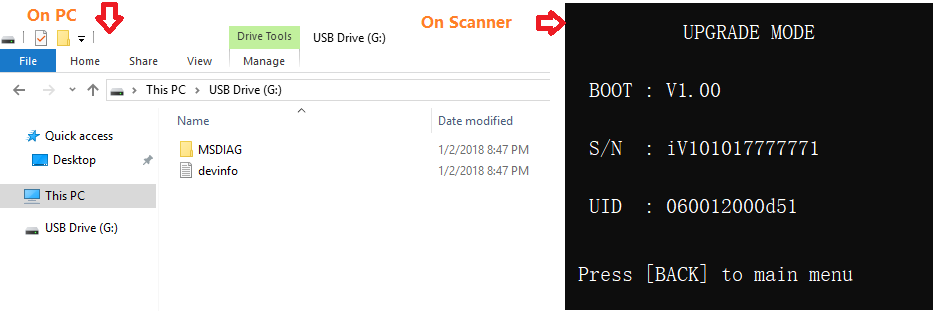 On PC
On Scanner
Drive Tools
USB Drive (G:)
File
Home
Share
View
Manage
This PC > USB Drive (G:)
Name
Date modified
Quick access
Desktop
This PC
USB Drive (G:)
MSDIAG
1/2/2018 8:47 PM
devinfo
1/2/2018 8:47 PM
UPGRADE MODE
BOOT : V1.00
S/N : iV101017777771
UID : 060012000d51
Press [BACK] to main menu